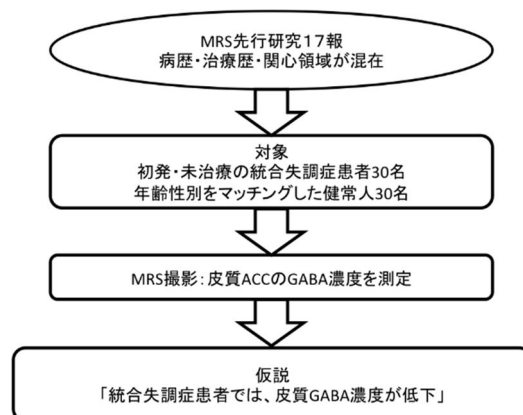 MRS先行研究17報
病歴・治療歴・関心領域が混在
対象
初発・未治療の統合失調症患者30名
年齢性別をマッチングした健常人30名
MRS撮影：皮質ACCのGABA濃度を測定
仮説
「統合失調症患者では、皮質GABA濃度が低下」